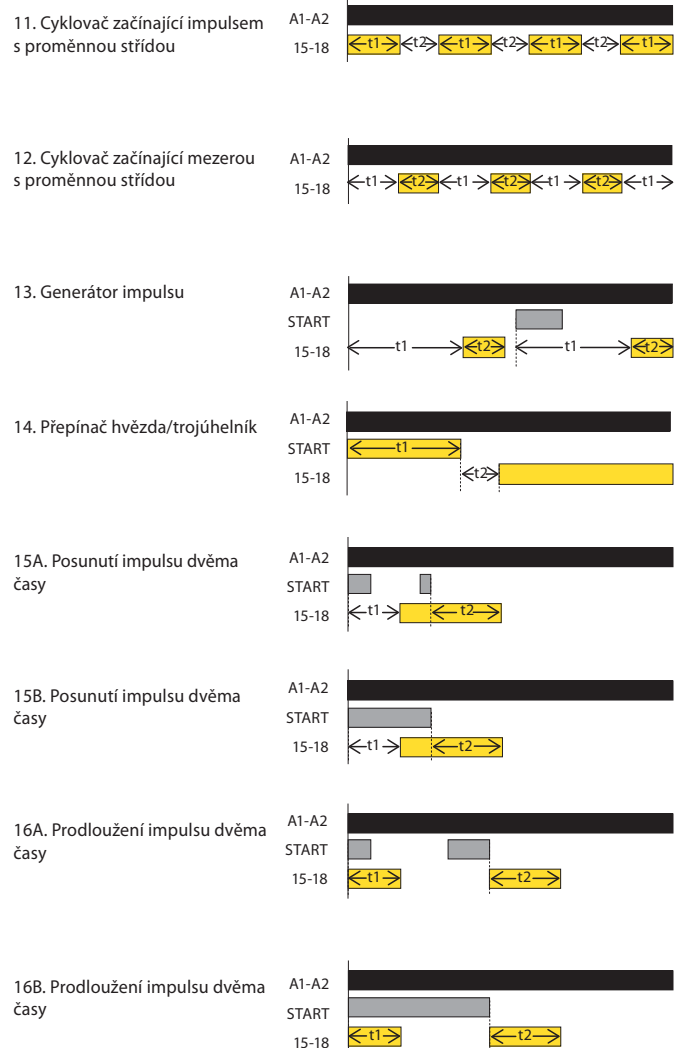 11. Cyklovač začínající impulsem
s proměnnou střídou
A1-A2
15-18
t1 t2 t1 t2 t1 t2 t1
12. Cyklovač začínající mezerou
s proměnnou střídou
A1-A2
15-18
t1 t2 t1 t2 t1 t2 t1
13. Generátor impulsu
A1-A2
START
15-18
t1 t2 t1 t2
14. Přepínač hvězda/trojúhelník
A1-A2
START
t1
15-18
t2
15A. Posunutí impulsu dvěma
časy
A1-A2
START
15-18
t1 t2
15B. Posunutí impulsu dvěma
časy
A1-A2
START
15-18
t1 t2
16A. Prodloužení impulsu dvěma
časy
A1-A2
START
15-18
t1 t2
16B. Prodloužení impulsu dvěma
časy
A1-A2
START
15-18
t1 t2